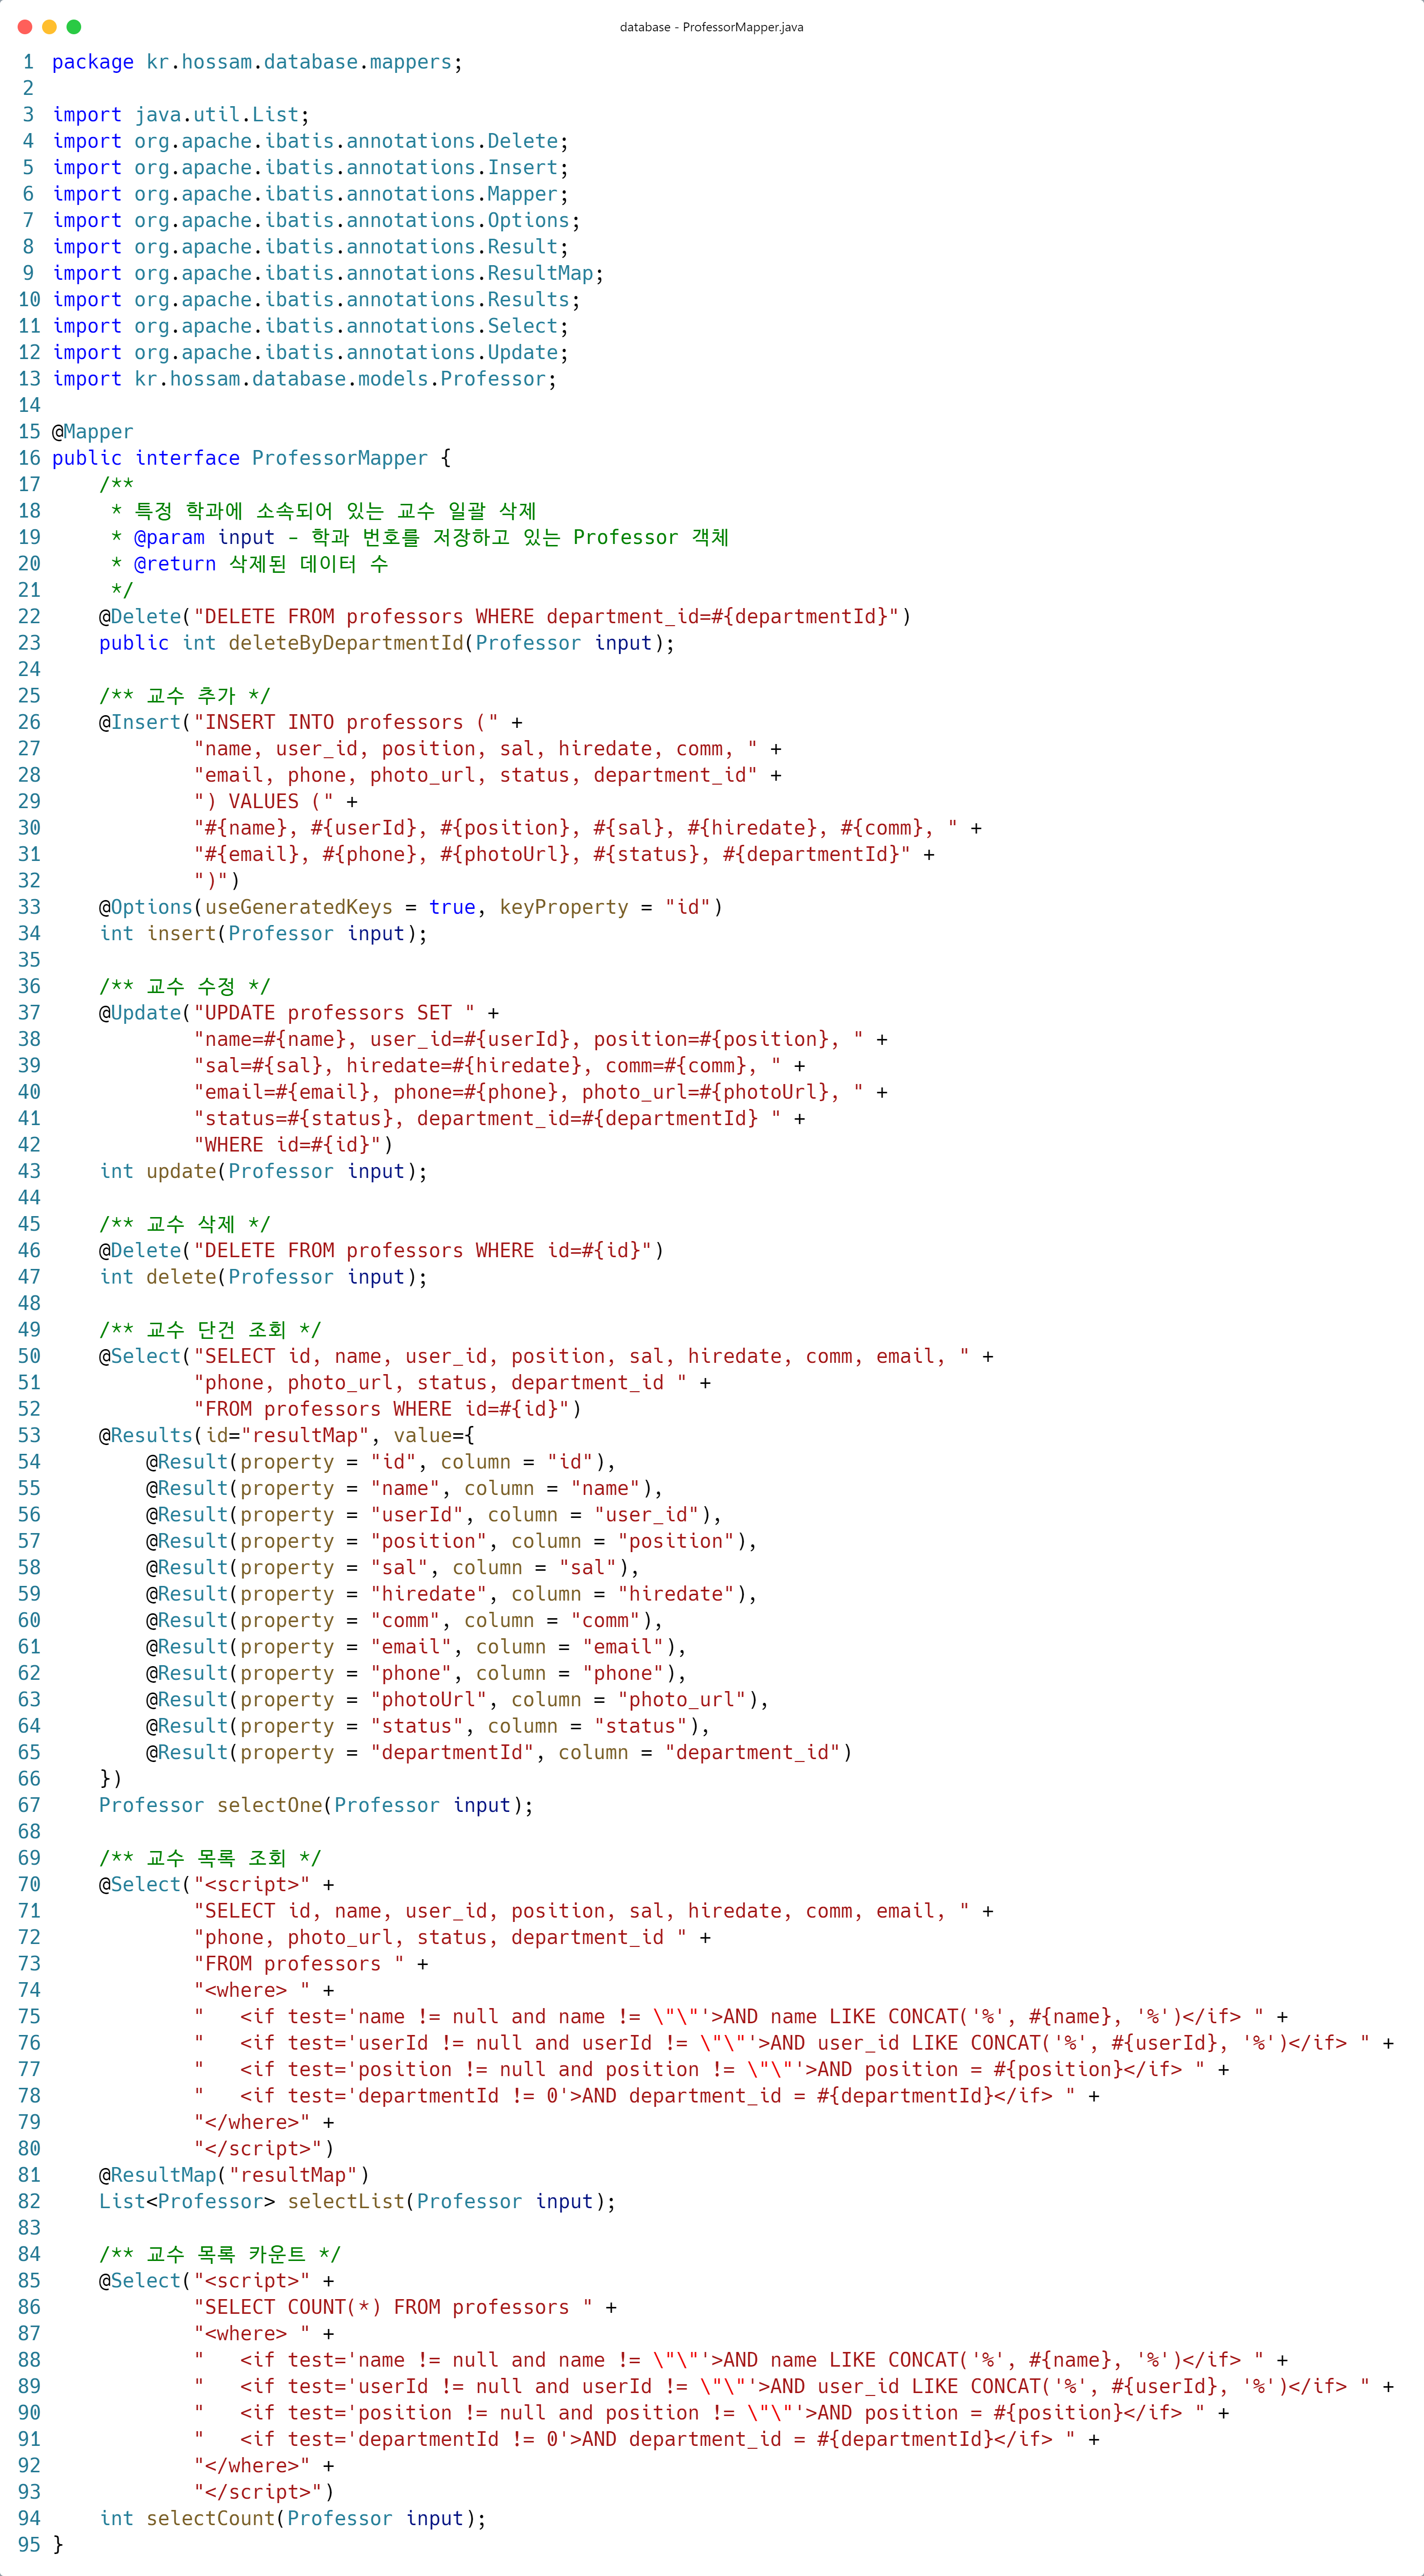 database - ProfessorMapper.java
1 package kr.hossam.database.mappers;
2
3 import java.util.List;
4 import org.apache.ibatis.annotations.Delete;
5 import org.apache.ibatis.annotations.Insert;
6 import org.apache.ibatis.annotations.Mapper;
7 import org.apache.ibatis.annotations.Options;
8 import org.apache.ibatis.annotations.Result;
9 import org.apache.ibatis.annotations.ResultMap;
10 import org.apache.ibatis.annotations.Results;
11 import org.apache.ibatis.annotations.Select;
12 import org.apache.ibatis.annotations.Update;
13 import kr.hossam.database.models.Professor;
14
15 @Mapper
16 public interface ProfessorMapper {
17     /**
18      * 특정 학과에 소속되어 있는 교수 일괄 삭제
19      * @param input - 학과 번호를 저장하고 있는 Professor 객체
20      * @return 삭제된 데이터 수
21      */
22     @Delete("DELETE FROM professors WHERE department_id=#{departmentId}")
23     public int deleteByDepartmentId(Professor input);
24
25     /** 교수 추가 */
26     @Insert("INSERT INTO professors (" +
27             "name, user_id, position, sal, hiredate, comm, " +
28             "email, phone, photo_url, status, department_id" +
29             ") VALUES (" +
30             "#{name}, #{userId}, #{position}, #{sal}, #{hiredate}, #{comm}, " +
31             "#{email}, #{phone}, #{photoUrl}, #{status}, #{departmentId}" +
32             ")")
33     @Options(useGeneratedKeys = true, keyProperty = "id")
34     int insert(Professor input);
35
36     /** 교수 수정 */
37     @Update("UPDATE professors SET " +
38             "name=#{name}, user_id=#{userId}, position=#{position}, " +
39             "sal=#{sal}, hiredate=#{hiredate}, comm=#{comm}, " +
40             "email=#{email}, phone=#{phone}, photo_url=#{photoUrl}, " +
41             "status=#{status}, department_id=#{departmentId} " +
42             "WHERE id=#{id}")
43     int update(Professor input);
44
45     /** 교수 삭제 */
46     @Delete("DELETE FROM professors WHERE id=#{id}")
47     int delete(Professor input);
48
49     /** 교수 단건 조회 */
50     @Select("SELECT id, name, user_id, position, sal, hiredate, comm, email, " +
51             "phone, photo_url, status, department_id " +
52             "FROM professors WHERE id=#{id}")
53     @Results(id="resultMap", value={
54         @Result(property = "id", column = "id"),
55         @Result(property = "name", column = "name"),
56         @Result(property = "userId", column = "user_id"),
57         @Result(property = "position", column = "position"),
58         @Result(property = "sal", column = "sal"),
59         @Result(property = "hiredate", column = "hiredate"),
60         @Result(property = "comm", column = "comm"),
61         @Result(property = "email", column = "email"),
62         @Result(property = "phone", column = "phone"),
63         @Result(property = "photoUrl", column = "photo_url"),
64         @Result(property = "status", column = "status"),
65         @Result(property = "departmentId", column = "department_id")
66     })
67     Professor selectOne(Professor input);
68
69     /** 교수 목록 조회 */
70     @Select("<script>" +
71             "SELECT id, name, user_id, position, sal, hiredate, comm, email, " +
72             "phone, photo_url, status, department_id " +
73             "FROM professors " +
74             "<where> " +
75             "   <if test='name != null and name != \"\"'>AND name LIKE CONCAT('%', #{name}, '%')</if> " +
76             "   <if test='userId != null and userId != \"\"'>AND user_id LIKE CONCAT('%', #{userId}, '%')</if> " +
77             "   <if test='position != null and position != \"\"'>AND position = #{position}</if> " +
78             "   <if test='departmentId != 0'>AND department_id = #{departmentId}</if> " +
79             "</where>" +
80             "</script>")
81     @ResultMap("resultMap")
82     List<Professor> selectList(Professor input);
83
84     /** 교수 목록 카운트 */
85     @Select("<script>" +
86             "SELECT COUNT(*) FROM professors " +
87             "<where> " +
88             "   <if test='name != null and name != \"\"'>AND name LIKE CONCAT('%', #{name}, '%')</if> " +
89             "   <if test='userId != null and userId != \"\"'>AND user_id LIKE CONCAT('%', #{userId}, '%')</if> " +
90             "   <if test='position != null and position != \"\"'>AND position = #{position}</if> " +
91             "   <if test='departmentId != 0'>AND department_id = #{departmentId}</if> " +
92             "</where>" +
93             "</script>")
94     int selectCount(Professor input);
95 }